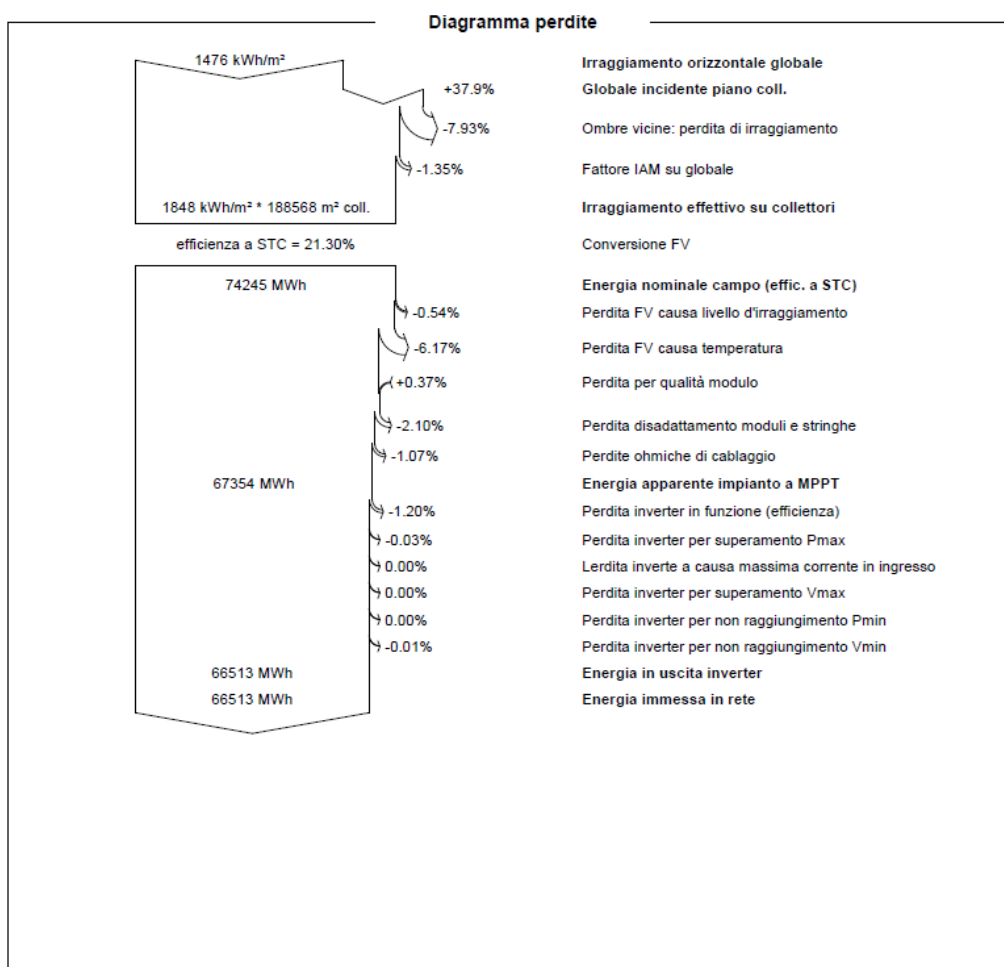 Diagramma perdite
1476 kWh/m² Irraggiamento orizzontale globale
+37.9% Globale incidente piano coll.
-7.93% Ombre vicine: perdita di irraggiamento
-1.35% Fattore IAM su globale
1848 kWh/m² * 188568 m² coll. Irraggiamento effettivo su collettori
efficienza a STC = 21.30% Conversione FV
74245 MWh Energia nominale campo (effic. a STC)
-0.54% Perdita FV causa livello d'irraggiamento
-6.17% Perdita FV causa temperatura
+0.37% Perdita per qualità modulo
-2.10% Perdita disadattamento moduli e stringhe
-1.07% Perdite ohmiche di cablaggio
67354 MWh Energia apparente impianto a MPPT
-1.20% Perdita inverter in funzione (efficienza)
-0.03% Perdita inverter per superamento Pmax
0.00% Lerdita inverte a causa massima corrente in ingresso
0.00% Perdita inverter per superamento Vmax
0.00% Perdita inverter per non raggiungimento Pmin
-0.01% Perdita inverter per non raggiungimento Vmin
66513 MWh Energia in uscita inverter
66513 MWh Energia immessa in rete